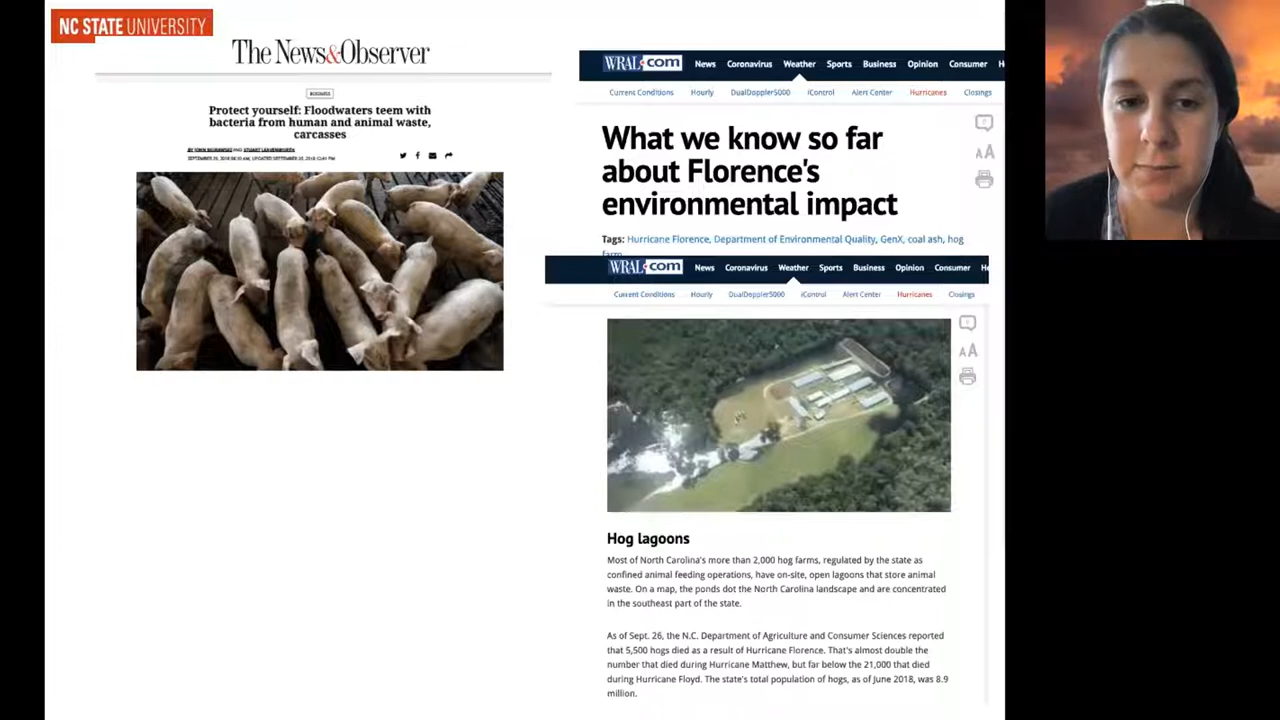 NC STATE UNIVERSITY
The News&Observer
BUSINESS
Protect yourself: Floodwaters teem with
bacteria from human and animal waste,
carcasses
WRAL.com News Coronavirus Weather Sports Business Opinion Consumer H
Current Conditions Hourly DualDoppler5000 iControl Alert Center Hurricanes Closings
What we know so far
about Florence's
environmental impact
Tags: Hurricane Florence, Department of Environmental Quality, GenX, coal ash, hog
farm
AA
WRAL.com News Coronavirus Weather Sports Business Opinion Consumer He
Current Conditions Hourly DualDoppler5000 iControl Alert Center Hurricanes Closings
AA
Hog lagoons
Most of North Carolina's more than 2,000 hog farms, regulated by the state as
confined animal feeding operations, have on-site, open lagoons that store animal
waste. On a map, the ponds dot the North Carolina landscape and are concentrated
in the southeast part of the state.
As of Sept. 26, the N.C. Department of Agriculture and Consumer Sciences reported
that 5,500 hogs died as a result of Hurricane Florence. That's almost double the
number that died during Hurricane Matthew, but far below the 21,000 that died
during Hurricane Floyd. The state's total population of hogs, as of June 2018, was 8.9
million.